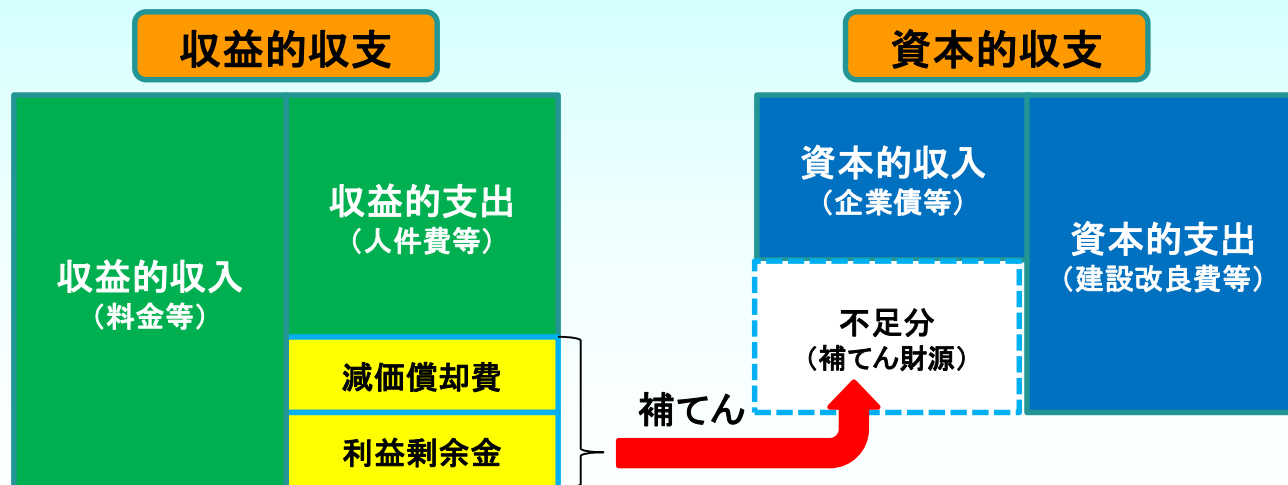 収益的収支
資本的収支
収益的収入
（料金等）
収益的支出
（人件費等）
減価償却費
利益剰余金
補てん
資本的収入
（企業債等）
不足分
（補てん財源）
資本的支出
（建設改良費等）